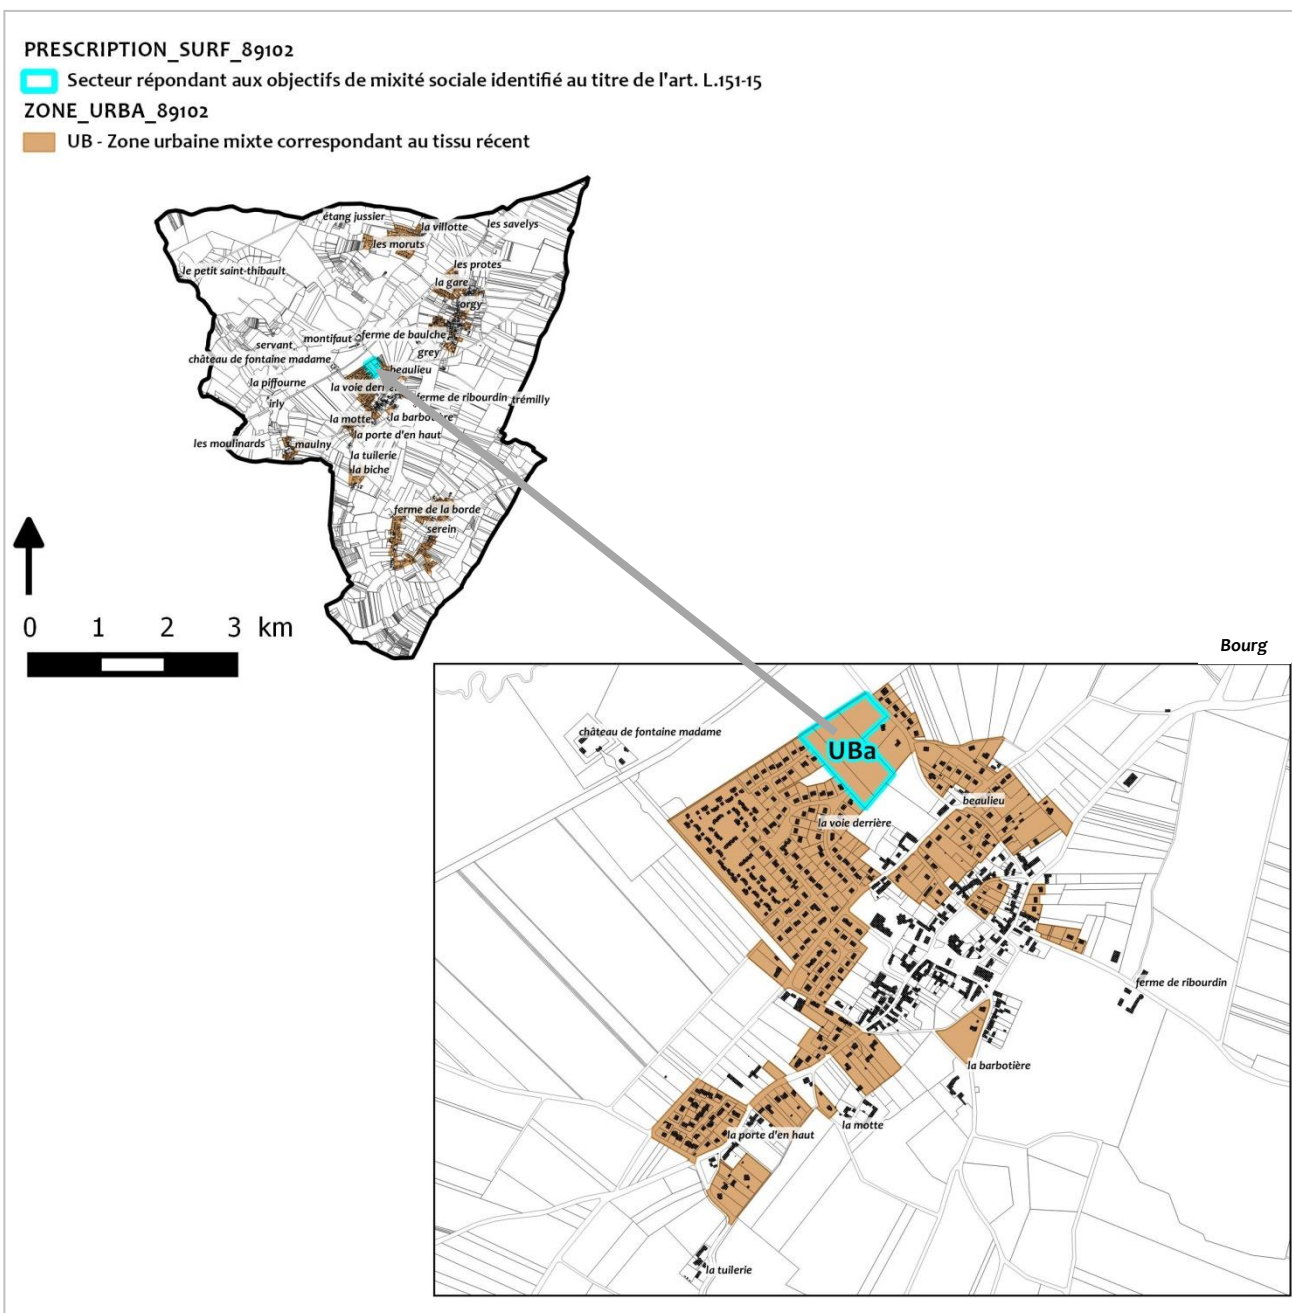 PRESCRIPTION_SURF_89102
Secteur répondant aux objectifs de mixité sociale identifié au titre de l'art. L.151-15
ZONE_URBA_89102
UB - Zone urbaine mixte correspondant au tissu récent
étang jussier
la villotte
les savelys
les moruts
le petit saint-thibault
les protes
la gare
orgy
servant
montifaut
ferme de baulche
grey
château de fontaine madame
beaulieu
la piffourne
la voie derrière
ferme de ribourdin
trémilly
irly
la motte
la barbotière
la porte d'en haut
les moulinards
maulny
la tuilerie
la biche
ferme de la borde
serein
0 1 2 3 km
Bourg
château de fontaine madame
UBa
beaulieu
la voie derrière
ferme de ribourdin
la barbotière
la motte
la porte d'en haut
la tuilerie